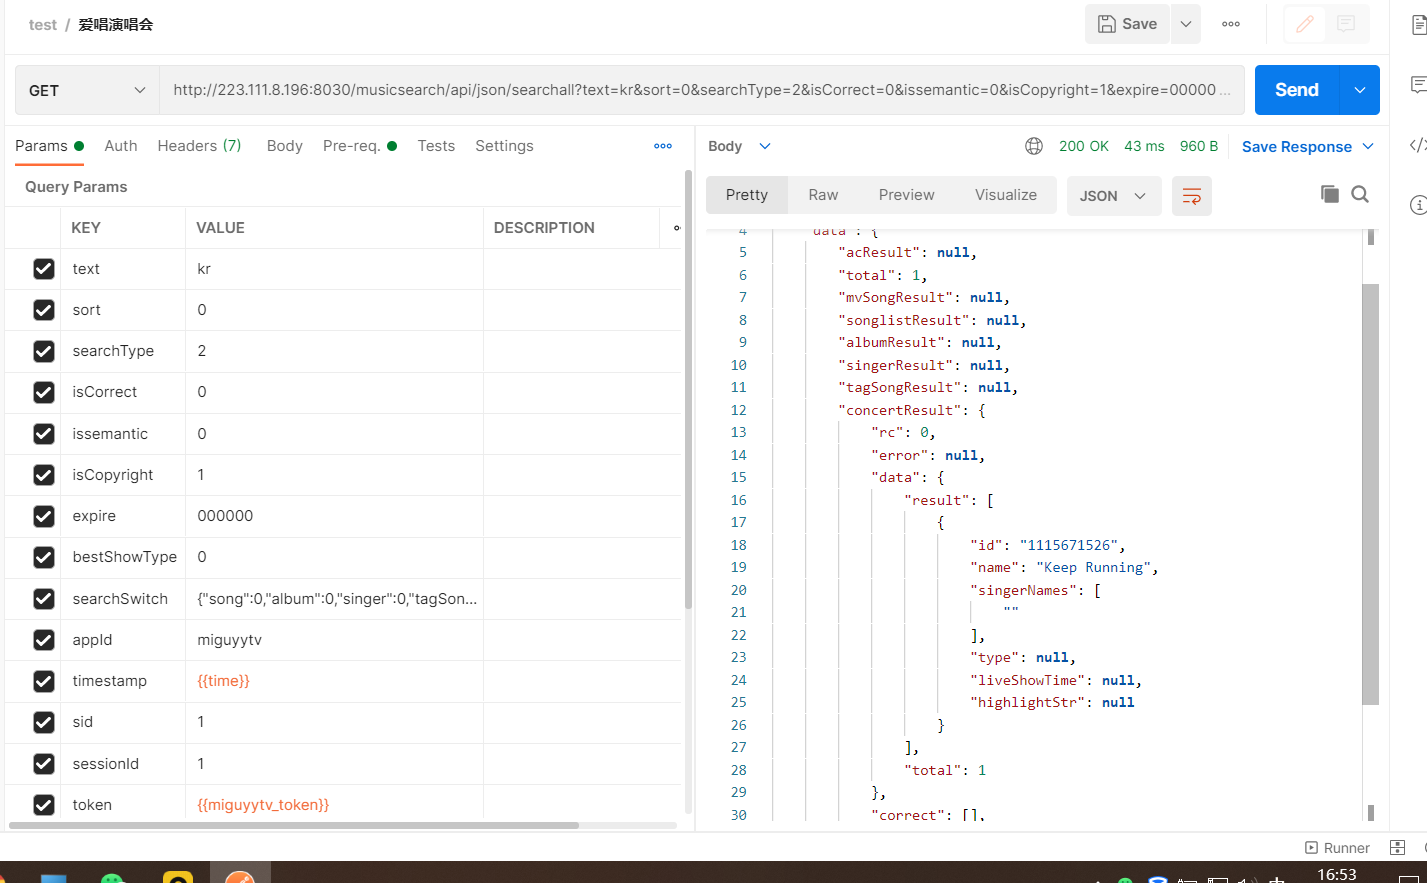 test / 爱唱演唱会
Save
GET
http://223.111.8.196:8030/musicsearch/api/json/searchall?text=kr&sort=0&searchType=2&isCorrect=0&issemantic=0&isCopyright=1&expire=00000 ...
Send
Params Auth Headers (7) Body Pre-req. Tests Settings
Query Params
KEY VALUE DESCRIPTION
text kr
sort 0
searchType 2
isCorrect 0
issemantic 0
isCopyright 1
expire 000000
bestShowType 0
searchSwitch {"song":0,"album":0,"singer":0,"tagSon...
appId miguyytv
timestamp {{time}}
sid 1
sessionId 1
token {{miguyytv_token}}
Body 200 OK 43 ms 960 B Save Response
Pretty Raw Preview Visualize JSON
4 "data": {
5 "acResult": null,
6 "total": 1,
7 "mvSongResult": null,
8 "songlistResult": null,
9 "albumResult": null,
10 "singerResult": null,
11 "tagSongResult": null,
12 "concertResult": {
13 "rc": 0,
14 "error": null,
15 "data": {
16 "result": [
17 {
18 "id": "1115671526",
19 "name": "Keep Running",
20 "singerNames": [
21 ""
22 ],
23 "type": null,
24 "liveShowTime": null,
25 "highlightStr": null
26 }
27 ],
28 "total": 1
29 },
30 "correct": [],
Runner
16:53